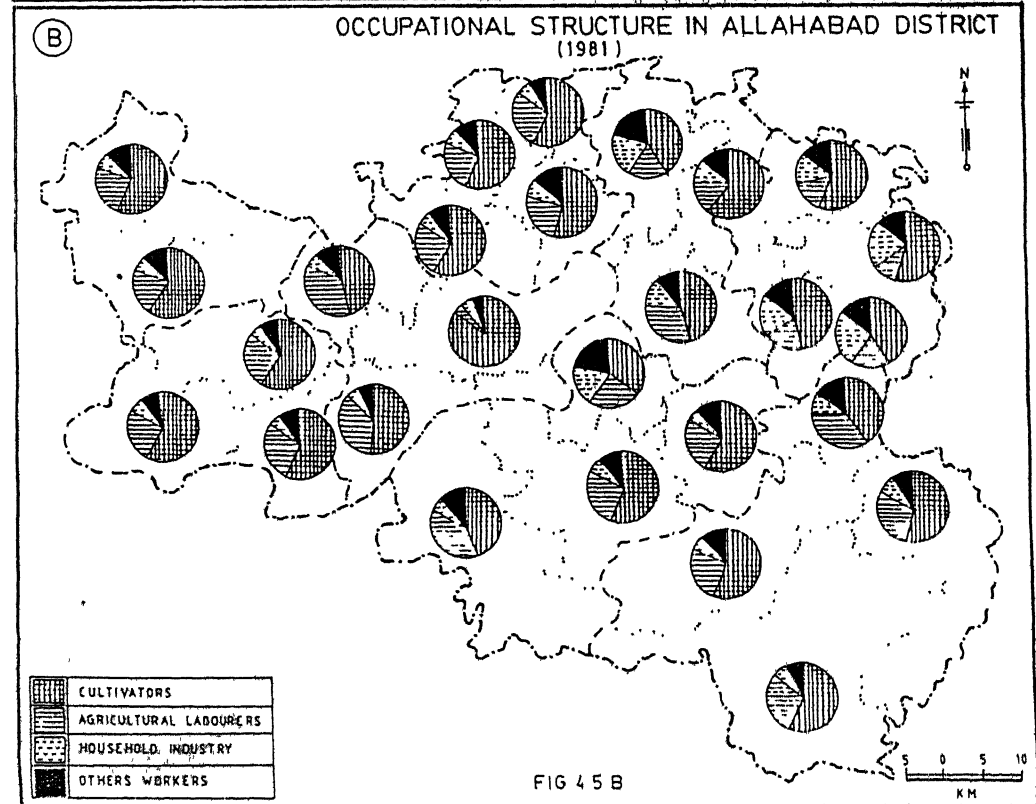 B
OCCUPATIONAL STRUCTURE IN ALLAHABAD DISTRICT
(1981)
N
CULTIVATORS
AGRICULTURAL LABOURERS
HOUSEHOLD INDUSTRY
OTHERS WORKERS
FIG 4 5 B
5 0 5 10
KM